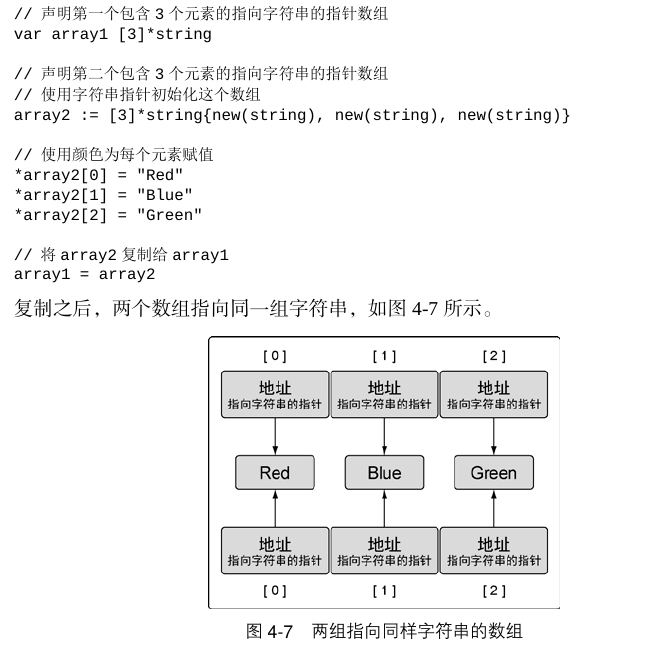 // 声明第一个包含 3 个元素的指向字符串的指针数组
var array1 [3]*string
// 声明第二个包含 3 个元素的指向字符串的指针数组
// 使用字符串指针初始化这个数组
array2 := [3]*string{new(string), new(string), new(string)}
// 使用颜色为每个元素赋值
*array2[0] = "Red"
*array2[1] = "Blue"
*array2[2] = "Green"
// 将 array2 复制给 array1
array1 = array2
复制之后，两个数组指向同一组字符串，如图 4-7 所示。
[0] [1] [2]
地址 地址 地址
指向字符串的指针 指向字符串的指针 指向字符串的指针
Red Blue Green
地址 地址 地址
指向字符串的指针 指向字符串的指针 指向字符串的指针
[0] [1] [2]
图 4-7 两组指向同样字符串的数组